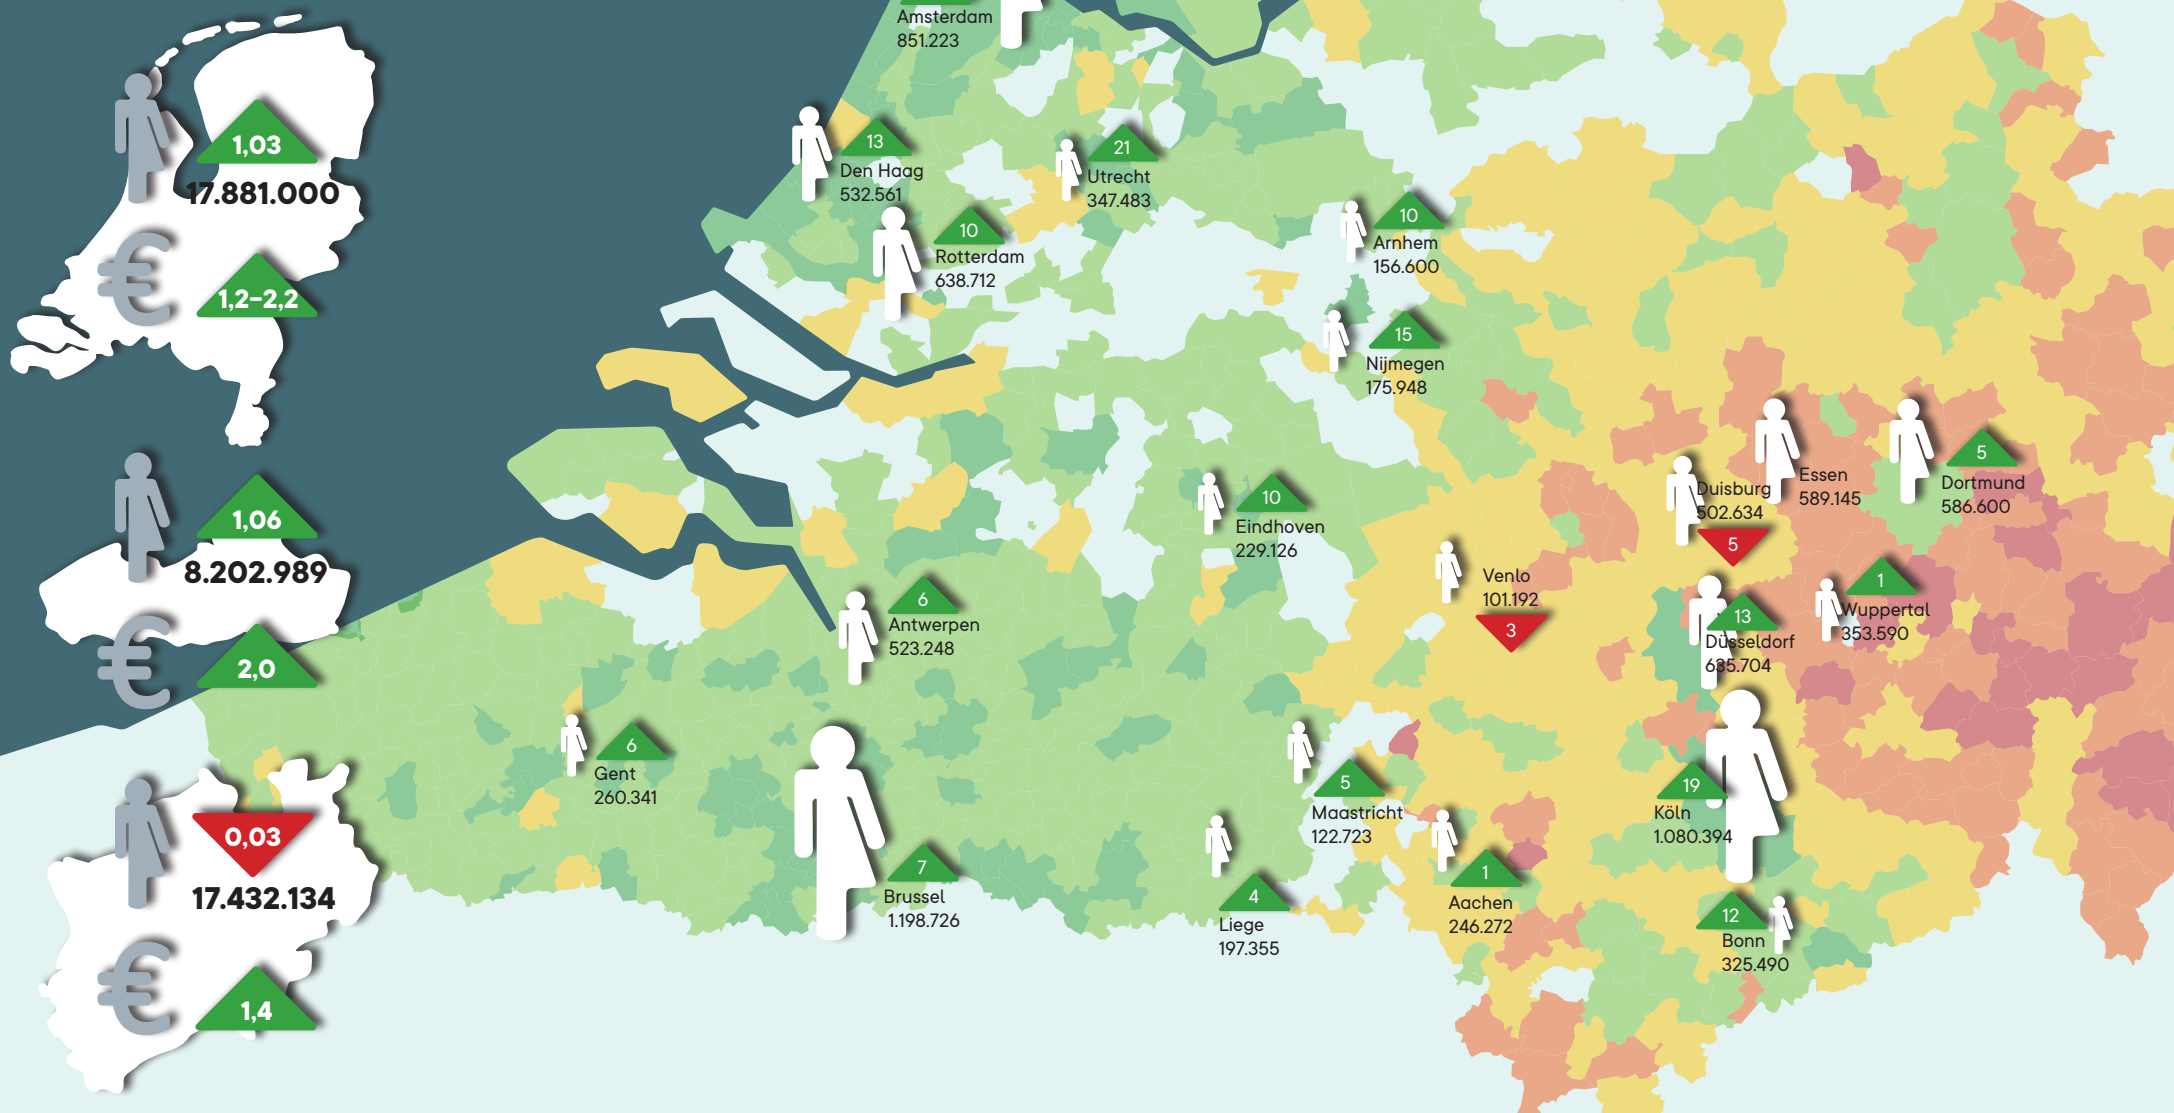 Amsterdam
851.223
1,03
17.881.000
€
1,2–2,2
13
Den Haag
532.561
21
Utrecht
347.483
10
Rotterdam
638.712
10
Arnhem
156.600
15
Nijmegen
175.948
1,06
8.202.989
€
2,0
10
Eindhoven
229.126
Venlo
101.192
3
Duisburg
502.634
5
Essen
589.145
5
Dortmund
586.600
6
Antwerpen
523.248
13
Düsseldorf
635.704
1
Wuppertal
353.590
6
Gent
260.341
5
Maastricht
122.723
19
Köln
1.080.394
0,03
17.432.134
€
1,4
7
Brussel
1.198.726
4
Liege
197.355
1
Aachen
246.272
12
Bonn
325.490